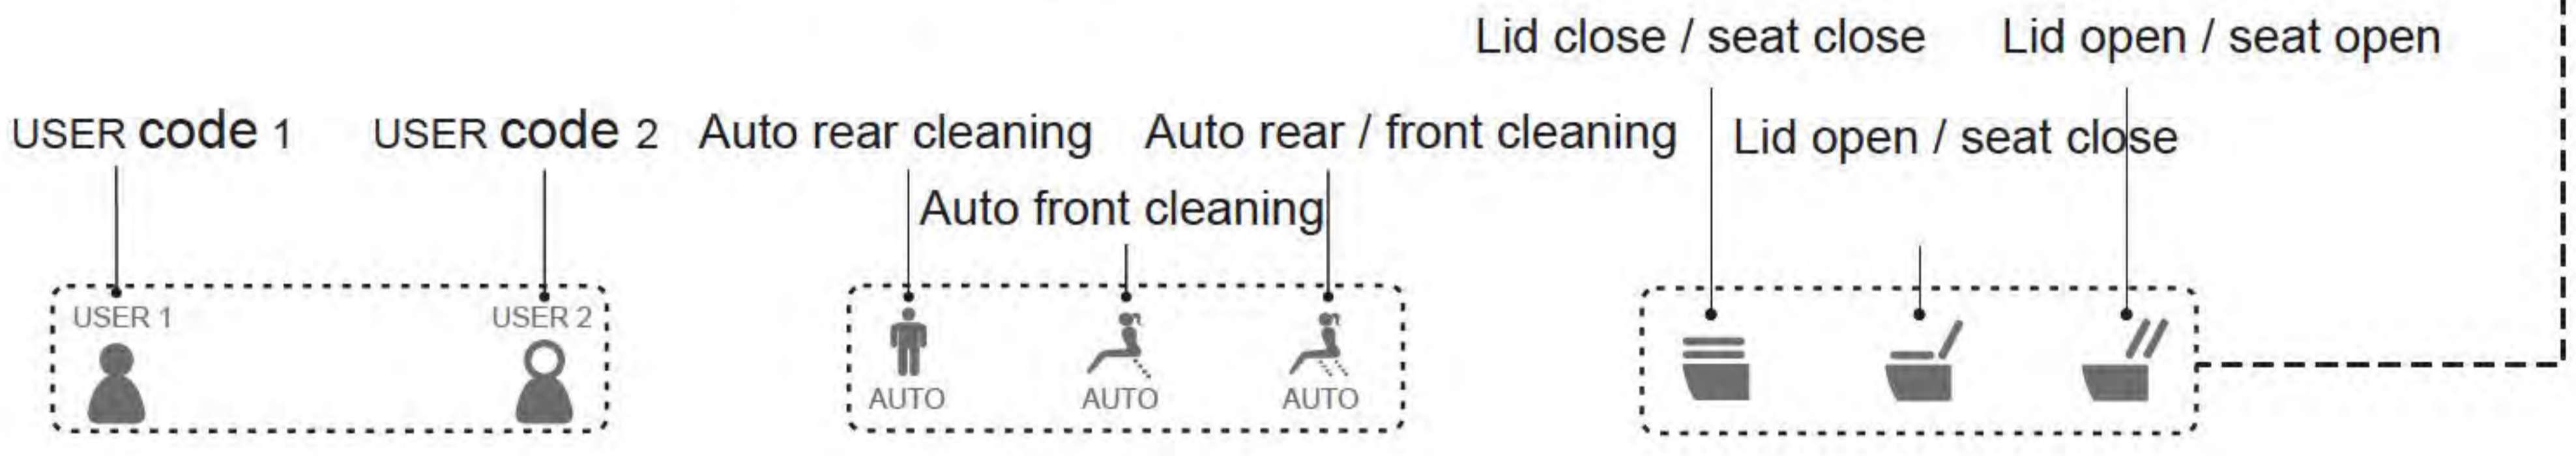 Lid close / seat close
Lid open / seat open
USER code 1
USER code 2
Auto rear cleaning
Auto rear / front cleaning
Lid open / seat close
Auto front cleaning
USER 1
USER 2
AUTO
AUTO
AUTO